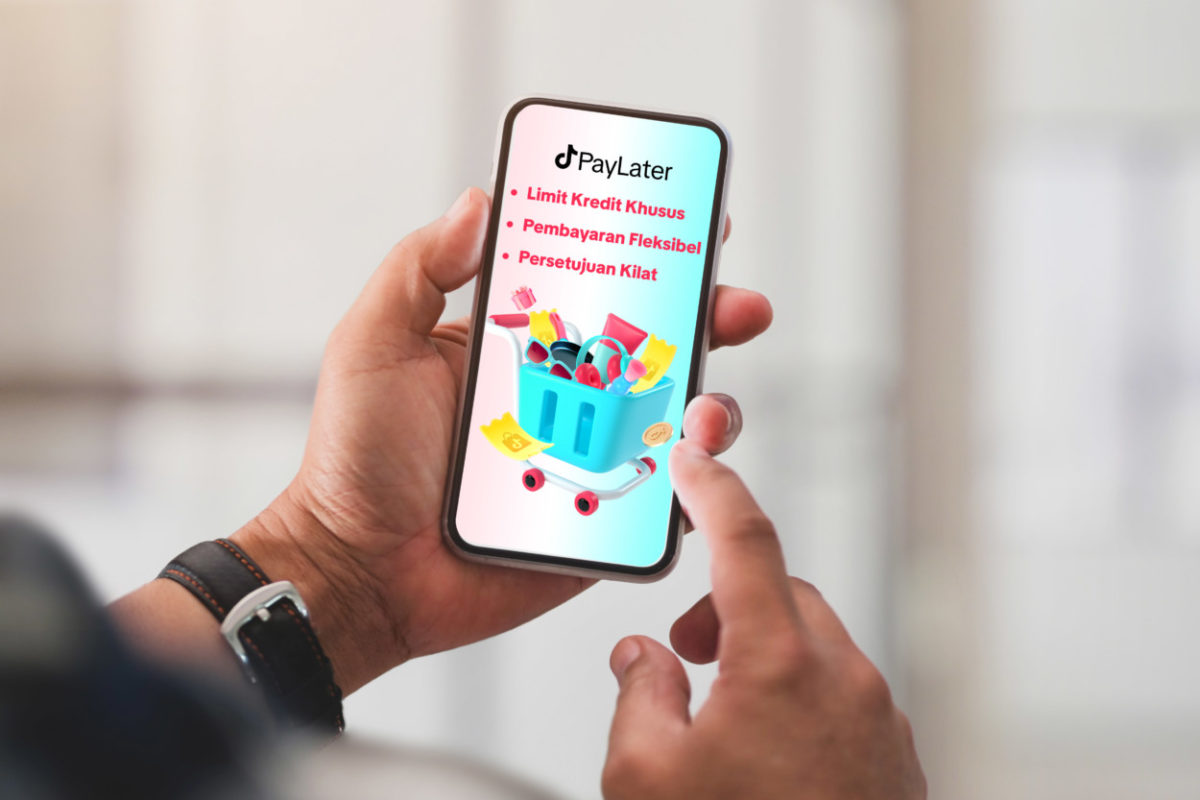 PayLater
• Limit Kredit Khusus
• Pembayaran Fleksibel
• Persetujuan Kilat